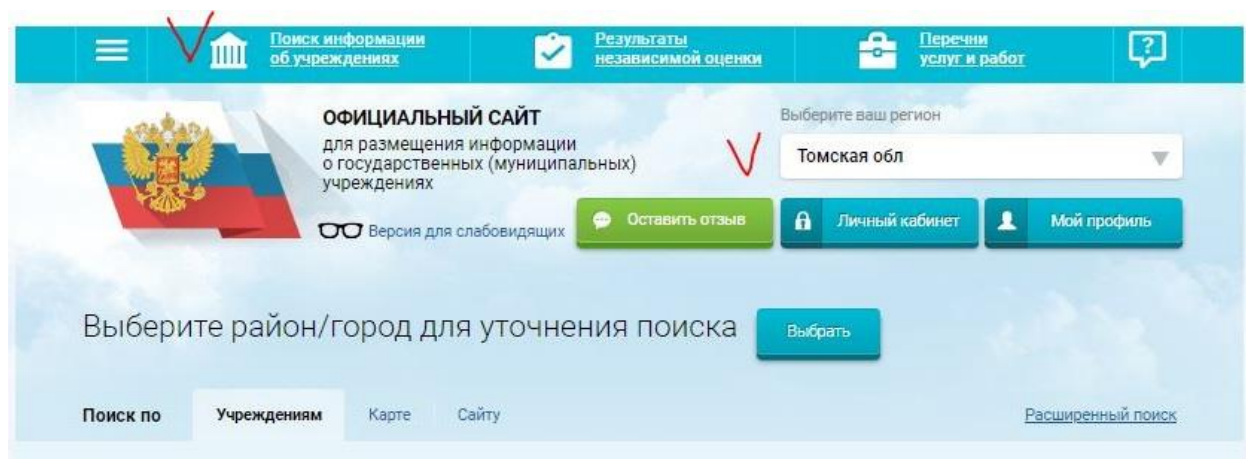 Поиск информации
об учреждениях
Результаты
независимой оценки
Перечни
услуг и работ
?
ОФИЦИАЛЬНЫЙ САЙТ
для размещения информации
о государственных (муниципальных)
учреждениях
Версия для слабовидящих
Выберите ваш регион
Томская обл
Оставить отзыв
Личный кабинет
Мой профиль
Выберите район/город для уточнения поиска
Выбрать
Поиск по
Учреждениям
Карте
Сайту
Расширенный поиск